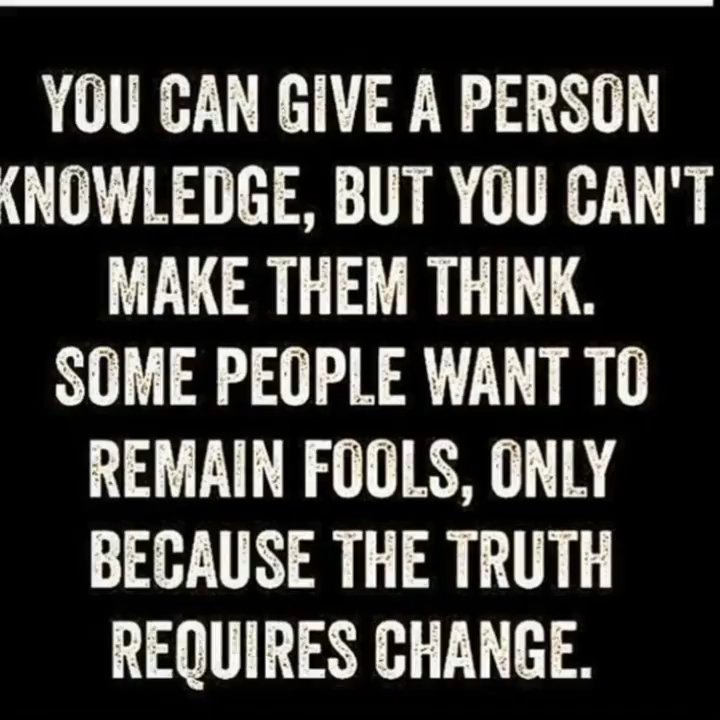 YOU CAN GIVE A PERSON
KNOWLEDGE, BUT YOU CAN'T
MAKE THEM THINK.
SOME PEOPLE WANT TO
REMAIN FOOLS, ONLY
BECAUSE THE TRUTH
REQUIRES CHANGE.